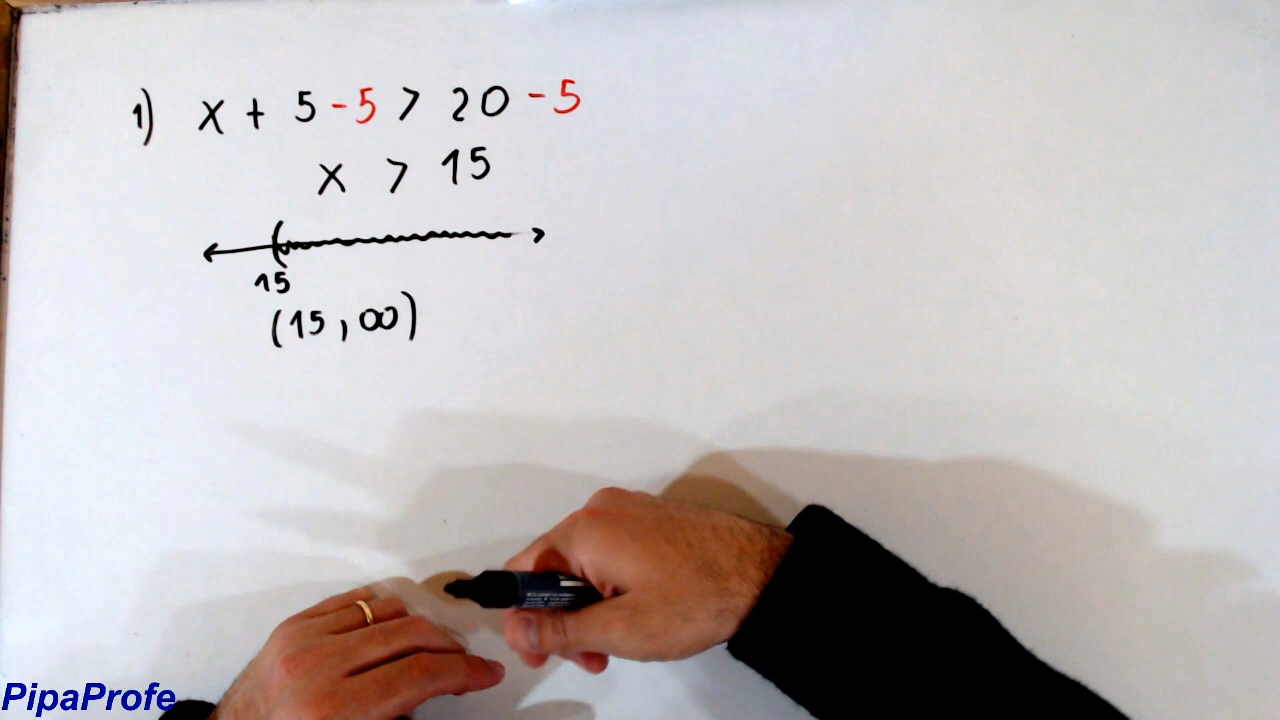 1) x + 5 - 5 > 20 - 5
x > 15
15
(15, ∞)
PipaProfe